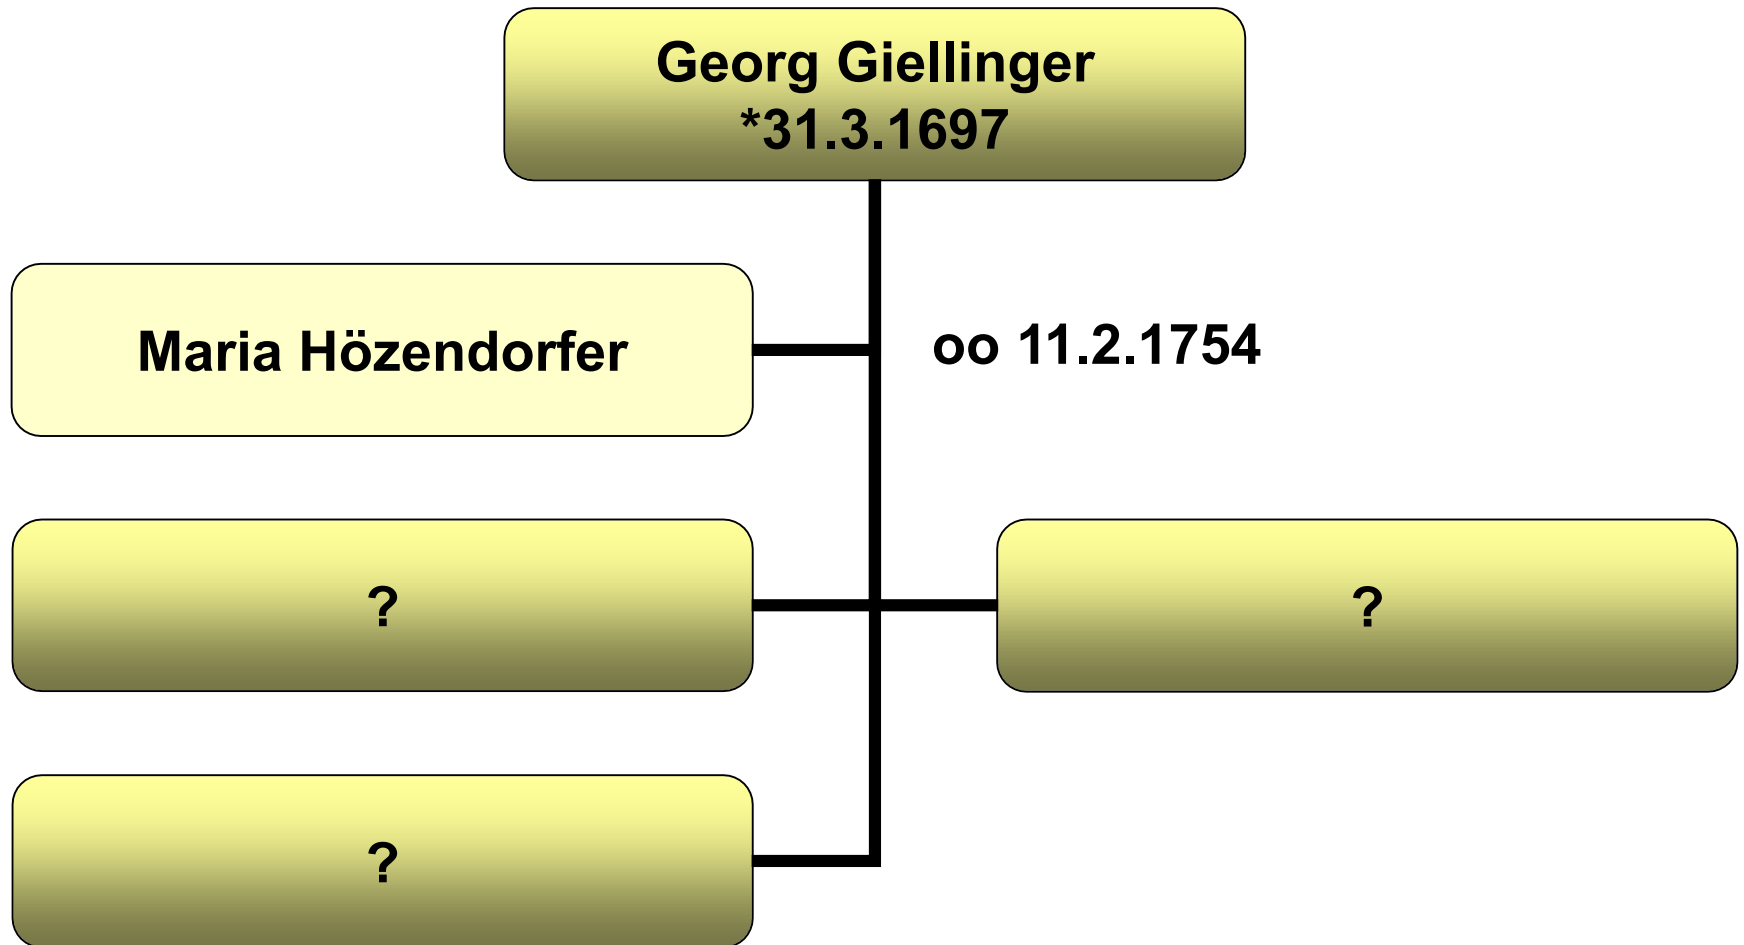 Georg Giellinger
*31.3.1697
Maria Hözendorfer
oo 11.2.1754
?
?
?